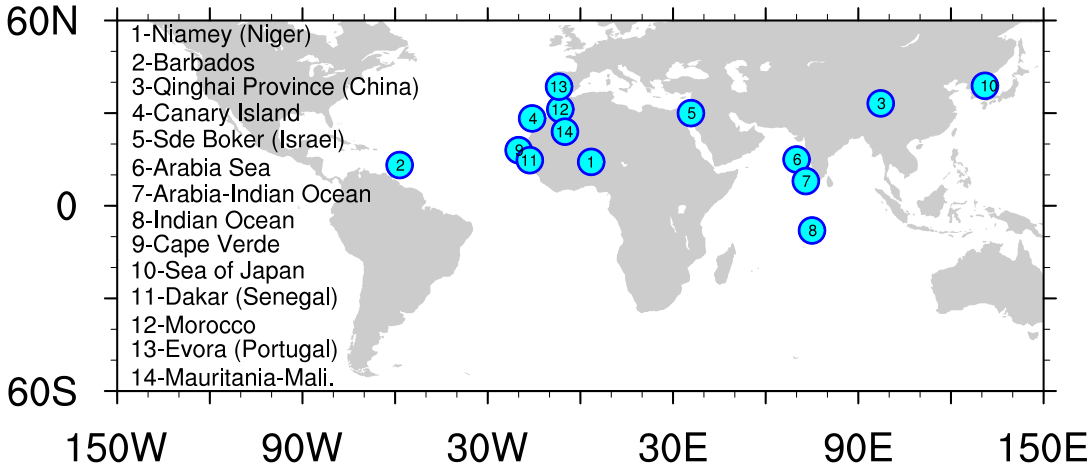 60N
0
60S
1-Niamey (Niger)
2-Barbados
3-Qinghai Province (China)
4-Canary Island
5-Sde Boker (Israel)
6-Arabia Sea
7-Arabia-Indian Ocean
8-Indian Ocean
9-Cape Verde
10-Sea of Japan
11-Dakar (Senegal)
12-Morocco
13-Evora (Portugal)
14-Mauritania-Mali.
13
10
12
3
4
5
14
9
11
1
2
6
7
8
150W 90W 30W 30E 90E 150E